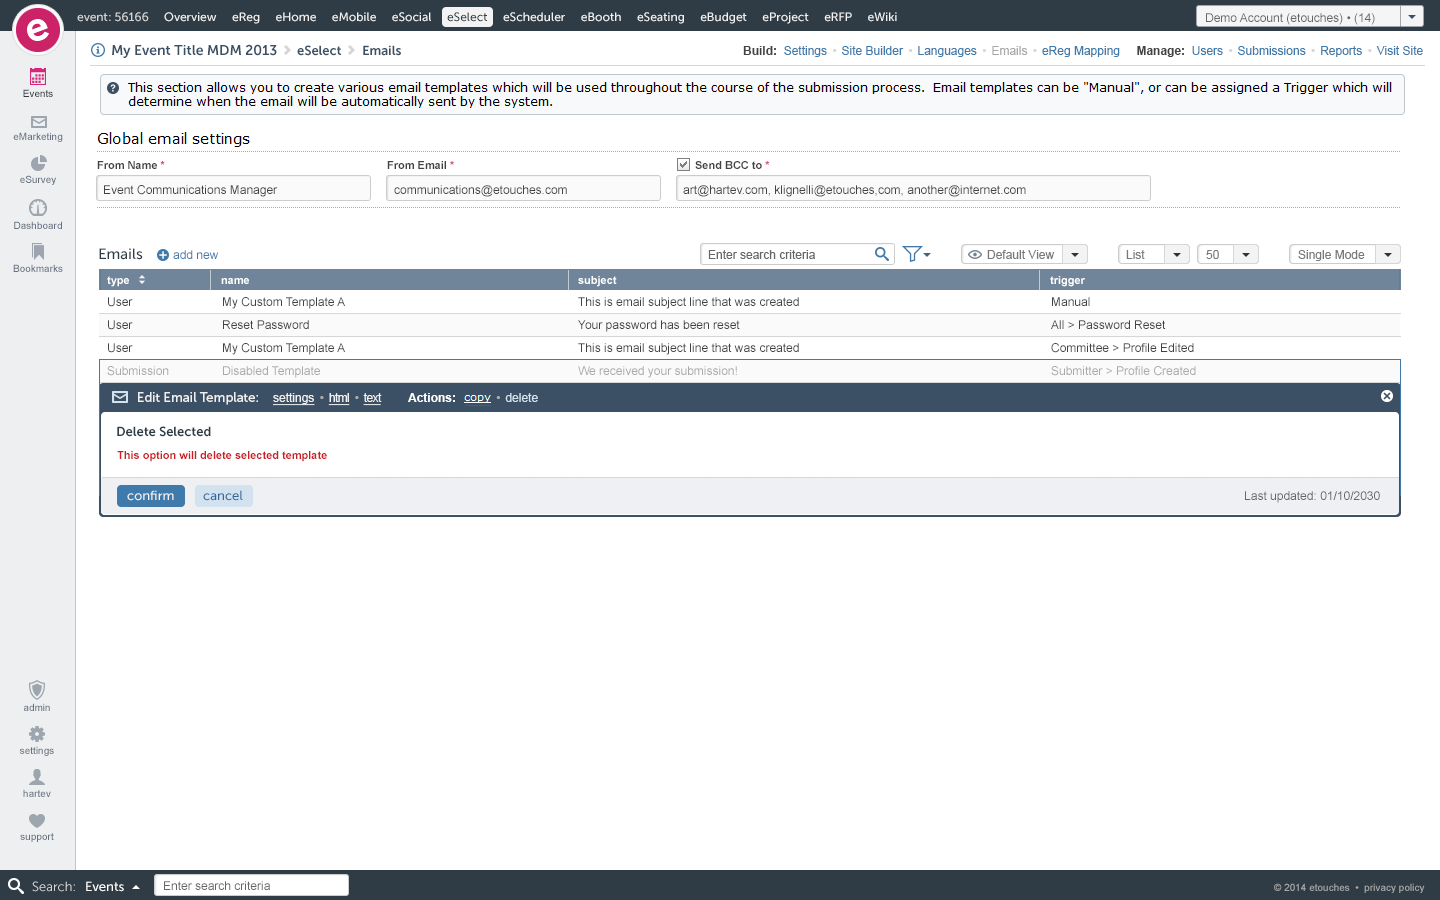 event: 56166 Overview eReg eHome eMobile eSocial eSelect eScheduler eBooth eSeating eBudget eProject eRFP eWiki Demo Account (etouches) • (14)
e
My Event Title MDM 2013 eSelect Emails Build: Settings • Site Builder • Languages • Emails • eReg Mapping Manage: Users • Submissions • Reports • Visit Site
Events
eMarketing
eSurvey
Dashboard
Bookmarks
This section allows you to create various email templates which will be used throughout the course of the submission process. Email templates can be "Manual", or can be assigned a Trigger which will
determine when the email will be automatically sent by the system.
Global email settings
From Name * From Email * Send BCC to *
Event Communications Manager communications@etouches.com art@hartev.com, klignelli@etouches,com, another@internet.com
Emails add new Enter search criteria Default View List 50 Single Mode
type name subject trigger
User My Custom Template A This is email subject line that was created Manual
User Reset Password Your password has been reset All > Password Reset
User My Custom Template A This is email subject line that was created Committee > Profile Edited
Submission Disabled Template We received your submission! Submitter > Profile Created
Edit Email Template: settings • html • text Actions: copy • delete
Delete Selected
This option will delete selected template
confirm cancel Last updated: 01/10/2030
admin
settings
hartev
support
Search: Events Enter search criteria © 2014 etouches • privacy policy